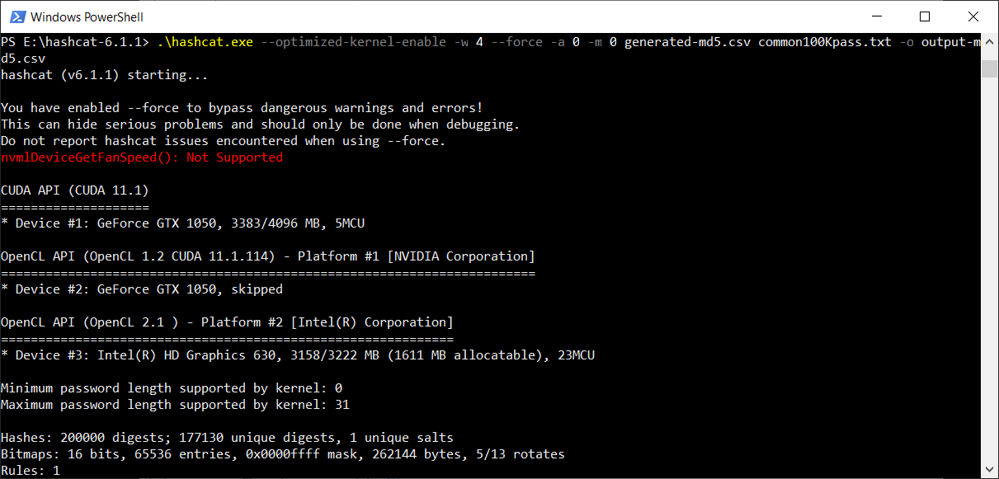 Windows PowerShell
PS E:\hashcat-6.1.1> .\hashcat.exe --optimized-kernel-enable -w 4 --force -a 0 -m 0 generated-md5.csv common100Kpass.txt -o output-m
d5.csv
hashcat (v6.1.1) starting...
You have enabled --force to bypass dangerous warnings and errors!
This can hide serious problems and should only be done when debugging.
Do not report hashcat issues encountered when using --force.
nvmlDeviceGetFanSpeed(): Not Supported
CUDA API (CUDA 11.1)
====================
* Device #1: GeForce GTX 1050, 3383/4096 MB, 5MCU
OpenCL API (OpenCL 1.2 CUDA 11.1.114) - Platform #1 [NVIDIA Corporation]
========================================================================
* Device #2: GeForce GTX 1050, skipped
OpenCL API (OpenCL 2.1 ) - Platform #2 [Intel(R) Corporation]
=============================================================
* Device #3: Intel(R) HD Graphics 630, 3158/3222 MB (1611 MB allocatable), 23MCU
Minimum password length supported by kernel: 0
Maximum password length supported by kernel: 31
Hashes: 200000 digests; 177130 unique digests, 1 unique salts
Bitmaps: 16 bits, 65536 entries, 0x0000ffff mask, 262144 bytes, 5/13 rotates
Rules: 1